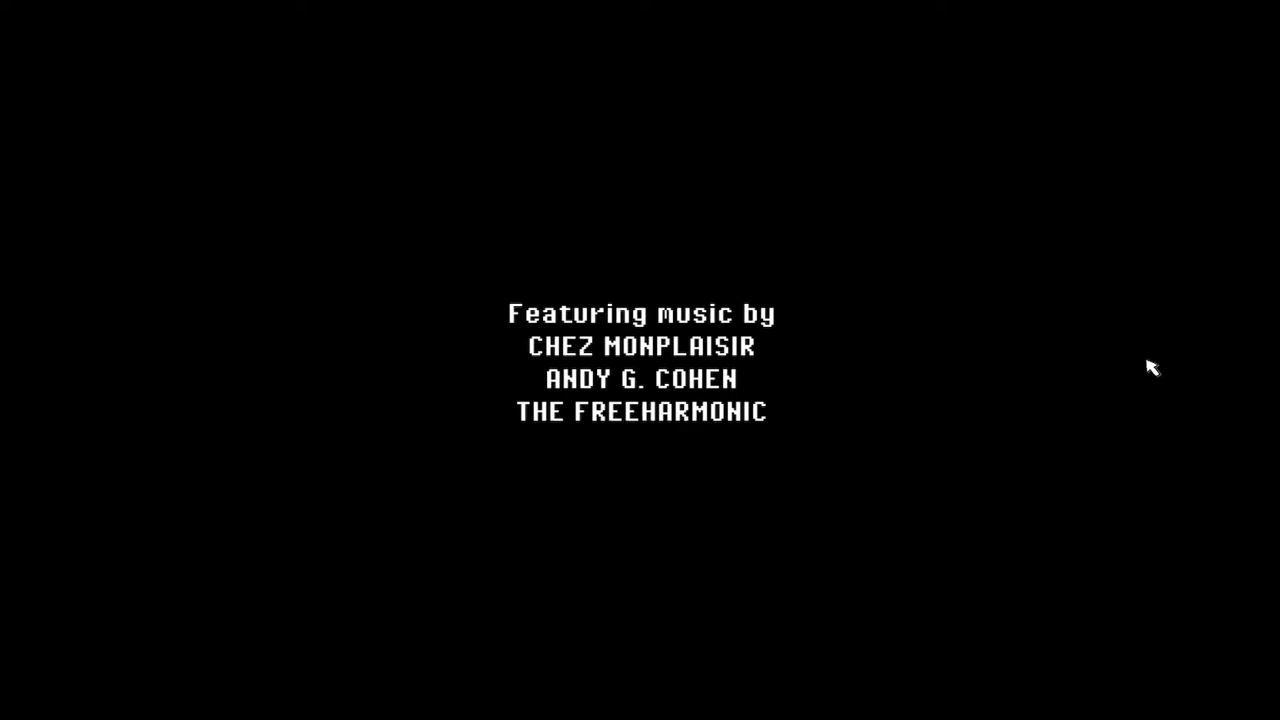 Featuring music by
CHEZ MONPLAISIR
ANDY G. COHEN
THE FREEHARMONIC